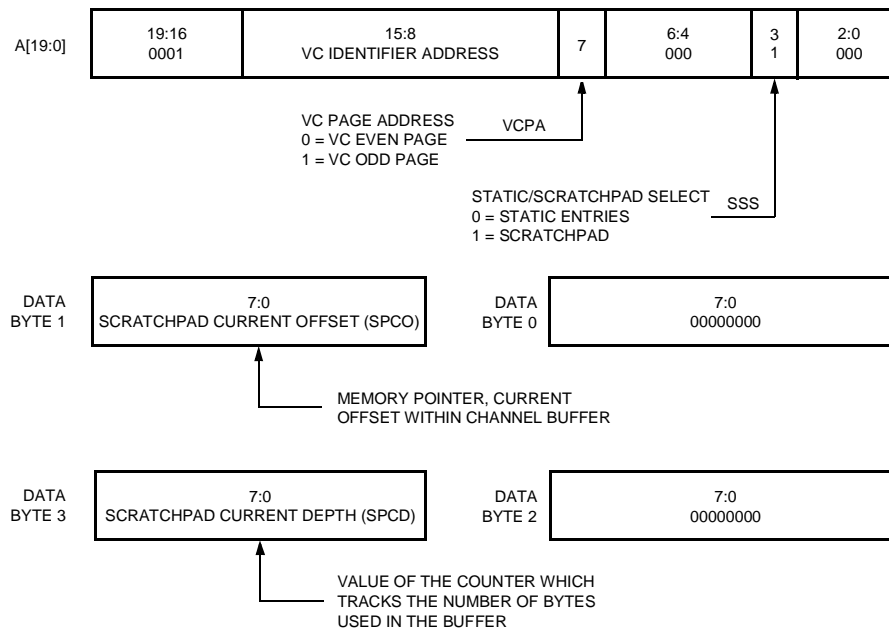 A[19:0]
19:16
0001
15:8
VC IDENTIFIER ADDRESS
7
6:4
000
3
1
2:0
000
VC PAGE ADDRESS
0 = VC EVEN PAGE
1 = VC ODD PAGE
VCPA
STATIC/SCRATCHPAD SELECT
0 = STATIC ENTRIES
1 = SCRATCHPAD
SSS
DATA
BYTE 1
7:0
SCRATCHPAD CURRENT OFFSET (SPCO)
DATA
BYTE 0
7:0
00000000
MEMORY POINTER, CURRENT
OFFSET WITHIN CHANNEL BUFFER
DATA
BYTE 3
7:0
SCRATCHPAD CURRENT DEPTH (SPCD)
DATA
BYTE 2
7:0
00000000
VALUE OF THE COUNTER WHICH
TRACKS THE NUMBER OF BYTES
USED IN THE BUFFER